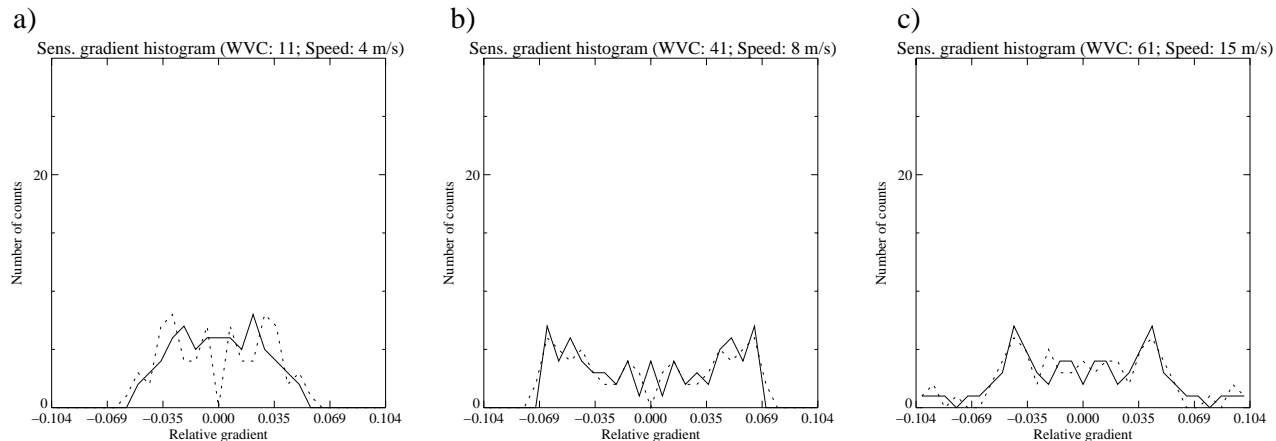 a)
Sens. gradient histogram (WVC: 11; Speed: 4 m/s)
20
0
Number of counts
−0.104 −0.069 −0.035 0.000 0.035 0.069 0.104
Relative gradient
b)
Sens. gradient histogram (WVC: 41; Speed: 8 m/s)
20
0
Number of counts
−0.104 −0.069 −0.035 0.000 0.035 0.069 0.104
Relative gradient
c)
Sens. gradient histogram (WVC: 61; Speed: 15 m/s)
20
0
Number of counts
−0.104 −0.069 −0.035 0.000 0.035 0.069 0.104
Relative gradient